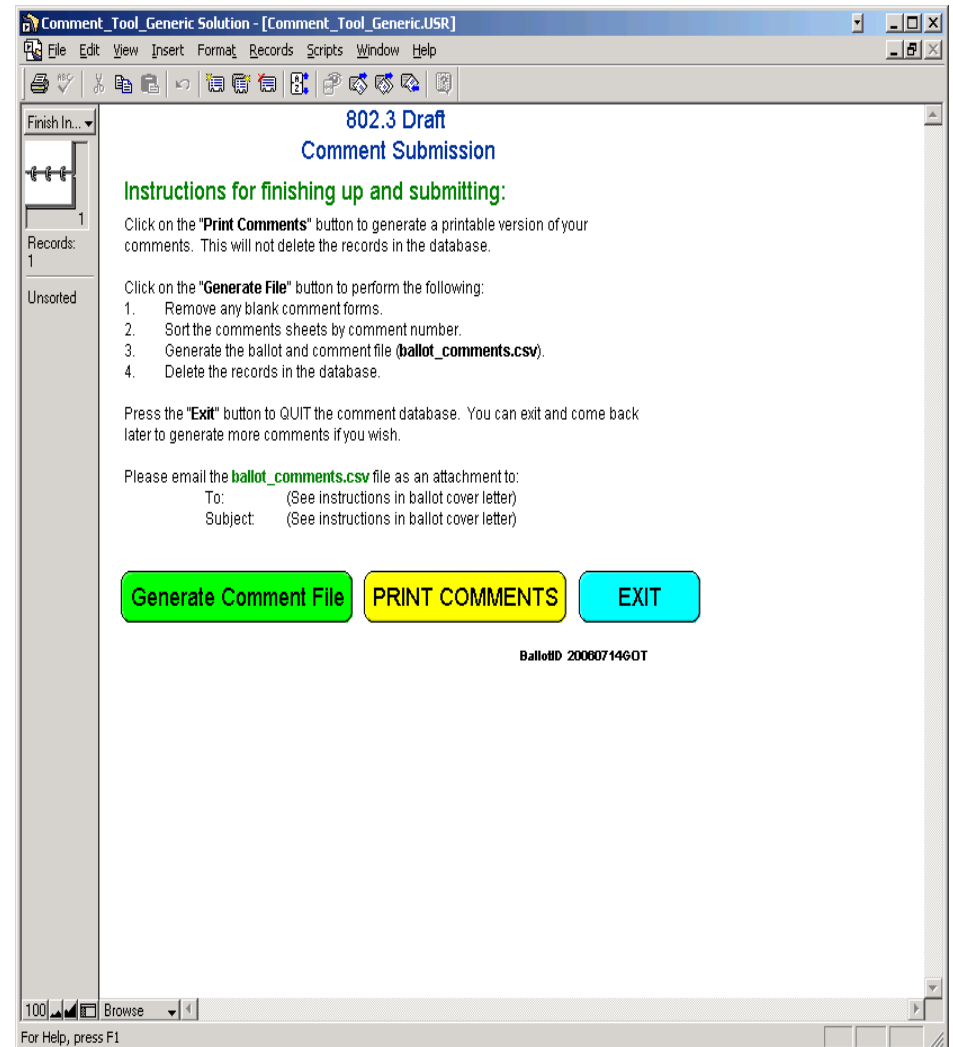 Comment_Tool_Generic Solution - [Comment_Tool_Generic.USR]
File Edit View Insert Format Records Scripts Window Help
Finish In...
1
Records:
1
Unsorted
802.3 Draft
Comment Submission
Instructions for finishing up and submitting:
Click on the "Print Comments" button to generate a printable version of your
comments. This will not delete the records in the database.
Click on the "Generate File" button to perform the following:
1. Remove any blank comment forms.
2. Sort the comments sheets by comment number.
3. Generate the ballot and comment file (ballot_comments.csv).
4. Delete the records in the database.
Press the "Exit" button to QUIT the comment database. You can exit and come back
later to generate more comments if you wish.
Please email the ballot_comments.csv file as an attachment to:
To: (See instructions in ballot cover letter)
Subject: (See instructions in ballot cover letter)
Generate Comment File PRINT COMMENTS EXIT
BallotID 20060714GOT
100 Browse
For Help, press F1